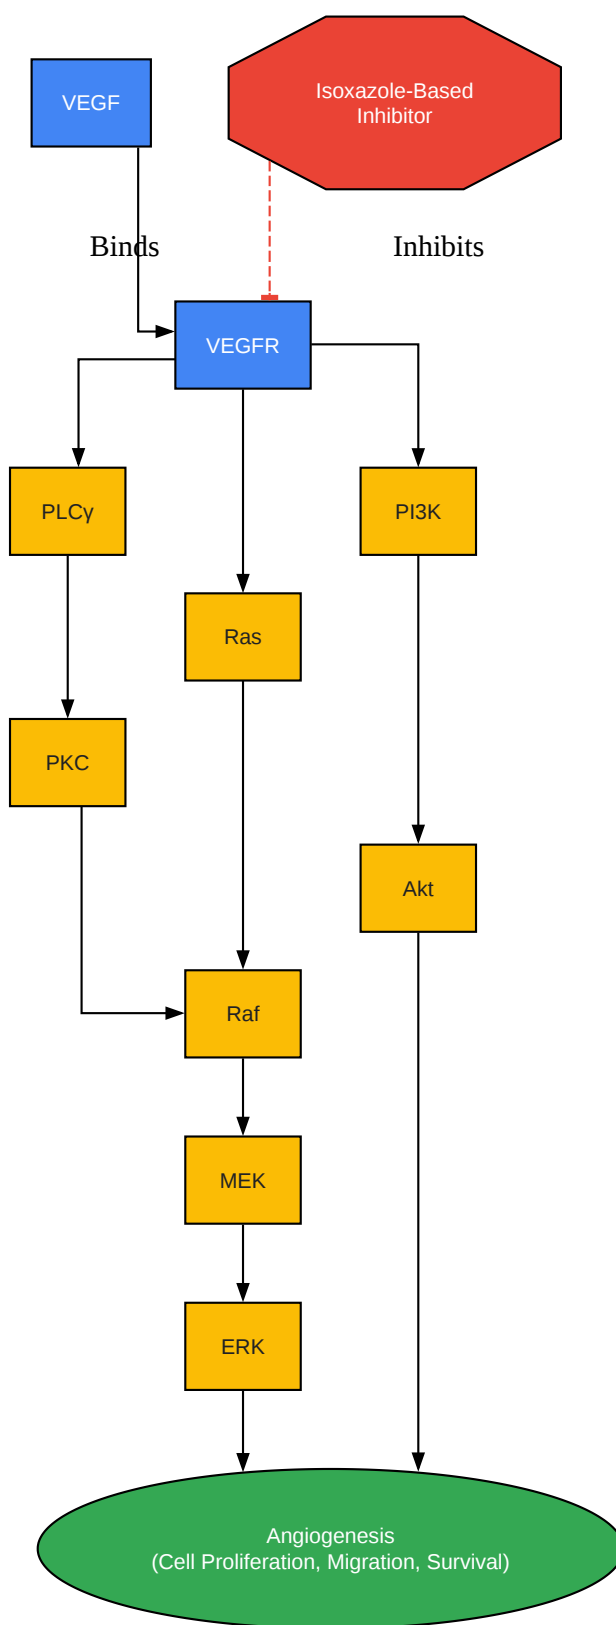 VEGF
Isoxazole-Based
Inhibitor
Binds
Inhibits
VEGFR
PLCγ
PI3K
Ras
PKC
Akt
Raf
MEK
ERK
Angiogenesis
(Cell Proliferation, Migration, Survival)